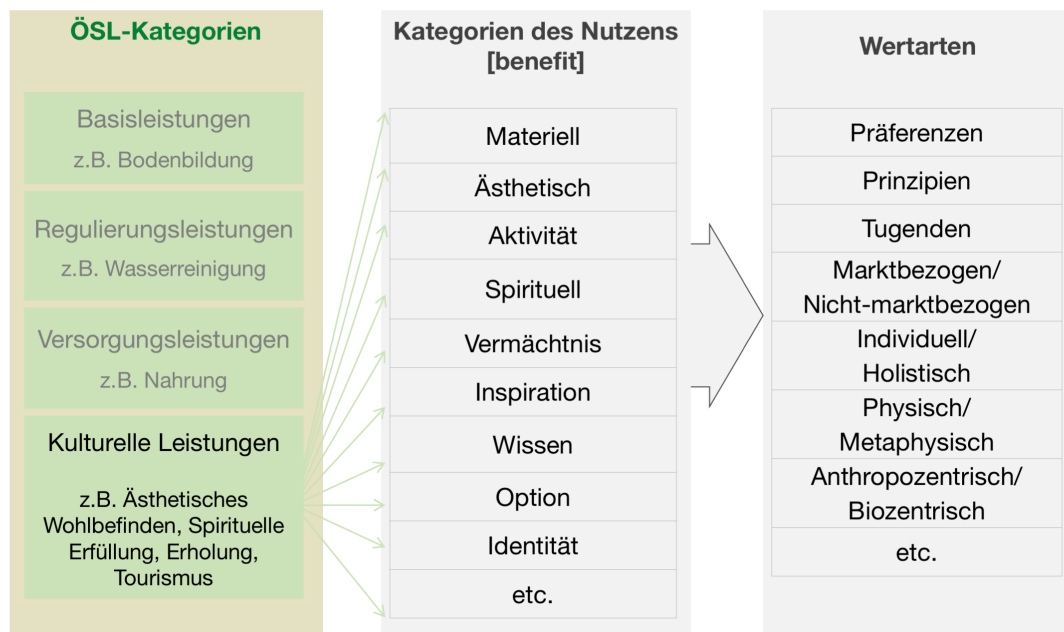 ÖSL-Kategorien
Basisleistungen
z.B. Bodenbildung
Regulierungsleistungen
z.B. Wasserreinigung
Versorgungsleistungen
z.B. Nahrung
Kulturelle Leistungen
z.B. Ästhetisches
Wohlbefinden, Spirituelle
Erfüllung, Erholung,
Tourismus
Kategorien des Nutzens
[benefit]
Materiell
Ästhetisch
Aktivität
Spirituell
Vermächtnis
Inspiration
Wissen
Option
Identität
etc.
Wertarten
Präferenzen
Prinzipien
Tugenden
Marktbezogen/
Nicht-marktbezogen
Individuell/
Holistisch
Physisch/
Metaphysisch
Anthropozentrisch/
Biozentrisch
etc.